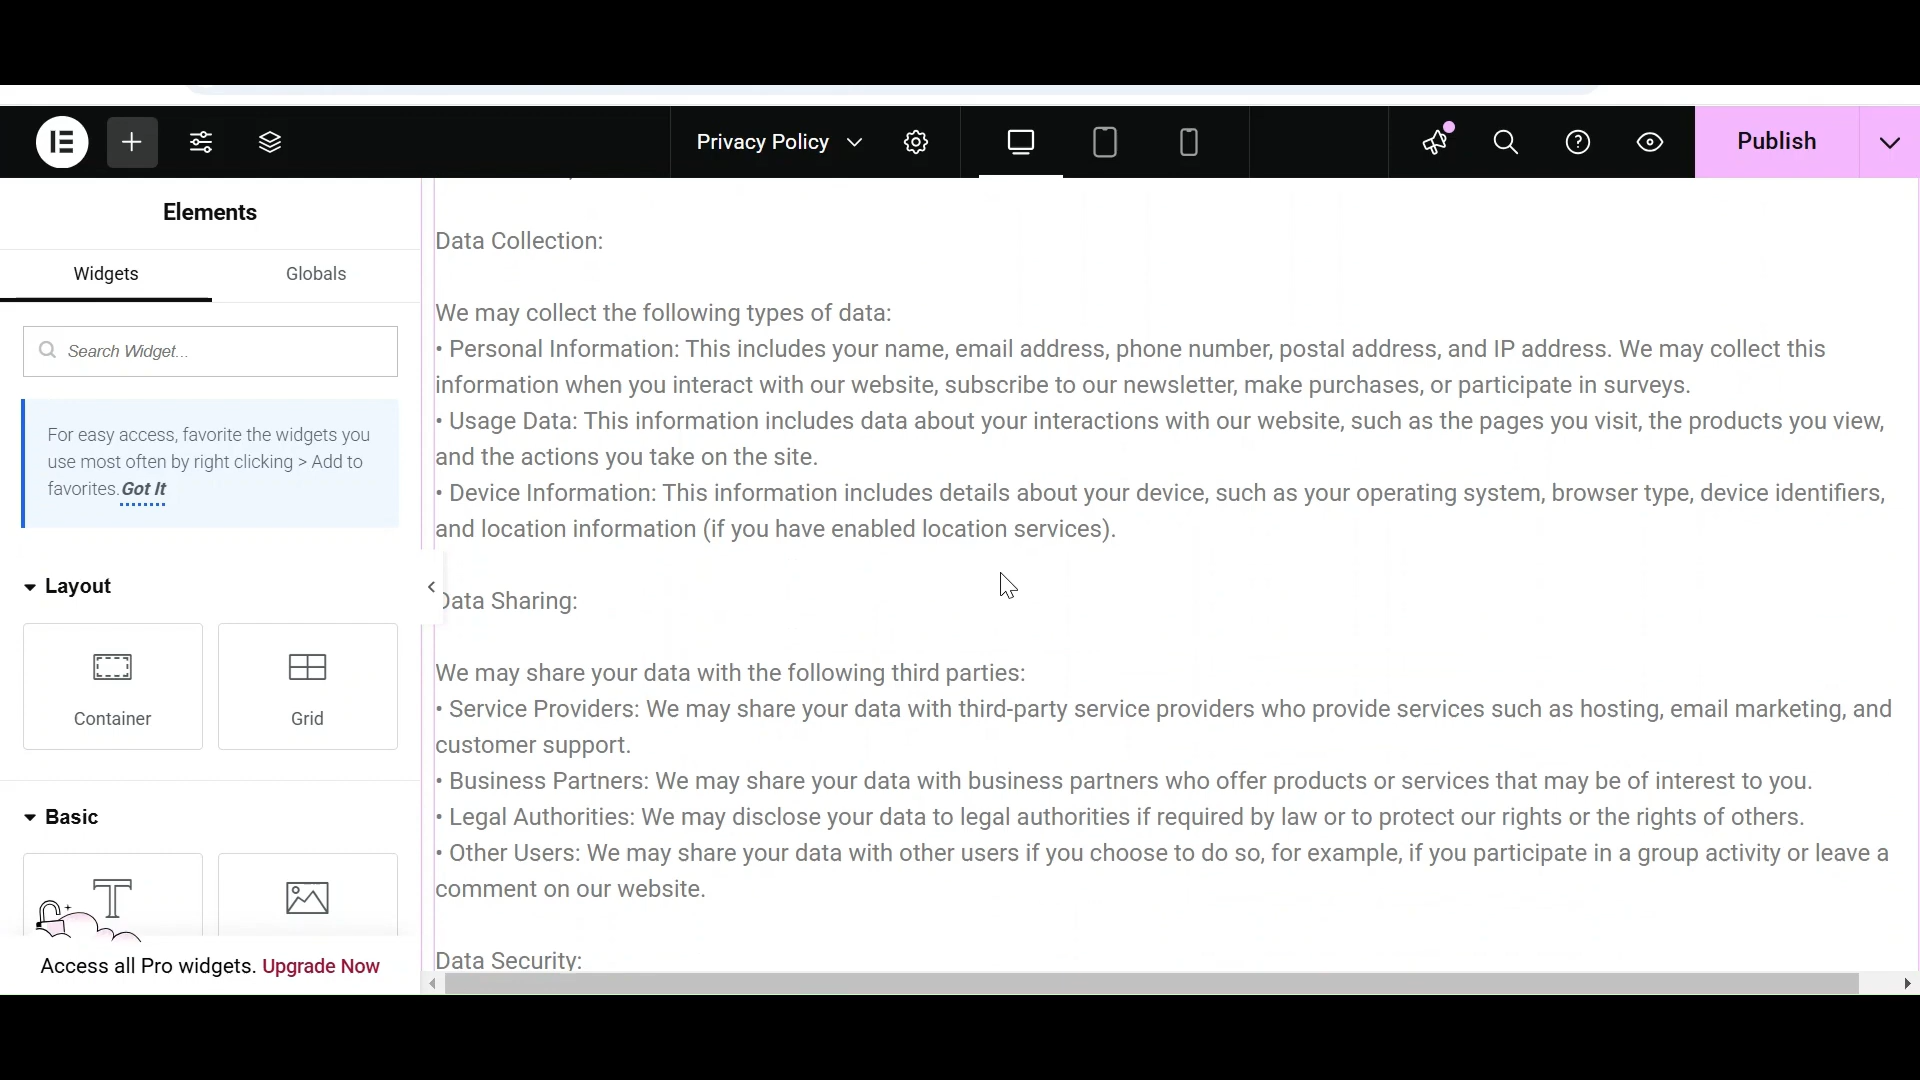 Privacy Policy
Publish
Elements
Widgets
Globals
Search Widget...
For easy access, favorite the widgets you
use most often by right clicking > Add to
favorites. Got It
Layout
Container
Grid
Basic
Access all Pro widgets. Upgrade Now
Data Collection:
We may collect the following types of data:
• Personal Information: This includes your name, email address, phone number, postal address, and IP address. We may collect this
information when you interact with our website, subscribe to our newsletter, make purchases, or participate in surveys.
• Usage Data: This information includes data about your interactions with our website, such as the pages you visit, the products you view,
and the actions you take on the site.
• Device Information: This information includes details about your device, such as your operating system, browser type, device identifiers,
and location information (if you have enabled location services).
Data Sharing:
We may share your data with the following third parties:
• Service Providers: We may share your data with third-party service providers who provide services such as hosting, email marketing, and
customer support.
• Business Partners: We may share your data with business partners who offer products or services that may be of interest to you.
• Legal Authorities: We may disclose your data to legal authorities if required by law or to protect our rights or the rights of others.
• Other Users: We may share your data with other users if you choose to do so, for example, if you participate in a group activity or leave a
comment on our website.
Data Security: